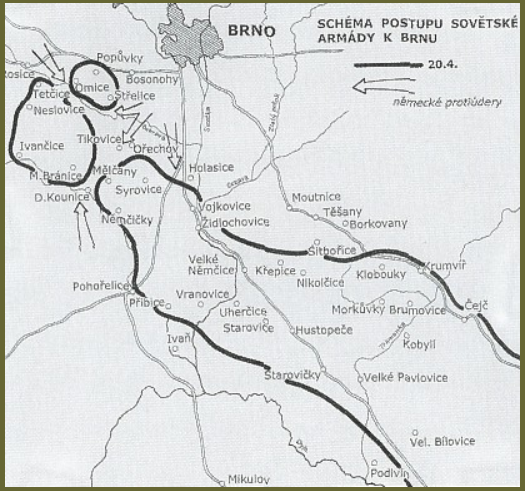 BRNO
SCHÉMA POSTUPU SOVĚTSKÉ
ARMÁDY K BRNU
20.4.
německé protiúdery
Popůvky
Bosonohy
Rosice
Tetčice
Omice
Střelice
Neslovice
Tikovice
Ořechov
Ivančice
M.Bránice
Mělčany
Holasice
D.Kounice
Syrovice
Němčičky
Vojkovice
Židlochovice
Moutnice
Těšany
Borkovany
Šitbořice
Velké
Němčice
Křepice
Nikolčice
Klobouky
Krumvíř
Pohořelice
Přibice
Vranovice
Uherčice
Starovice
Morkůvky
Brumovice
Čejč
Ivaň
Hustopeče
Kobylí
Starovičky
Velké Pavlovice
Vel. Bílovice
Podivín
Mikulov